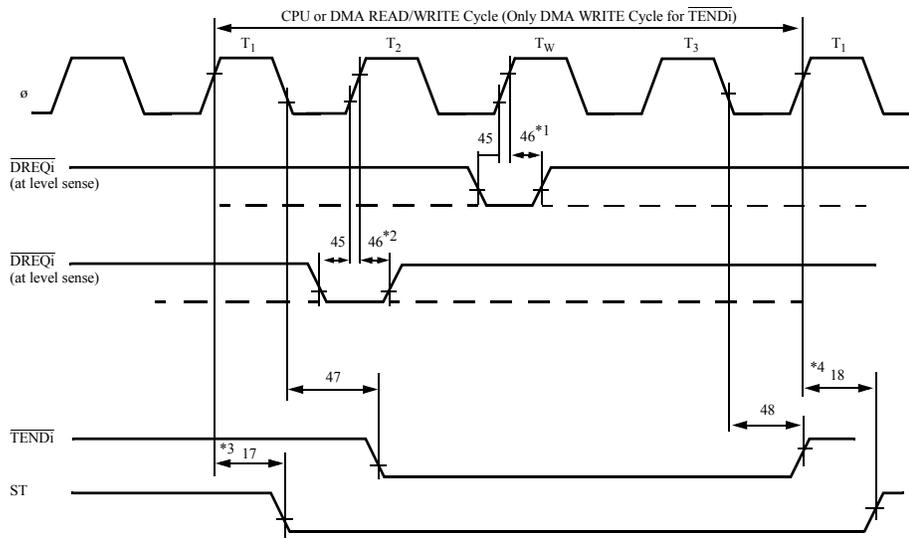 CPU or DMA READ/WRITE Cycle (Only DMA WRITE Cycle for TENDi)
T1 T2 TW T3 T1
ø
45 46*1
DREQi
(at level sense)
45 46*2
DREQi
(at level sense)
*4 18
47
48
TENDi
*3 17
ST